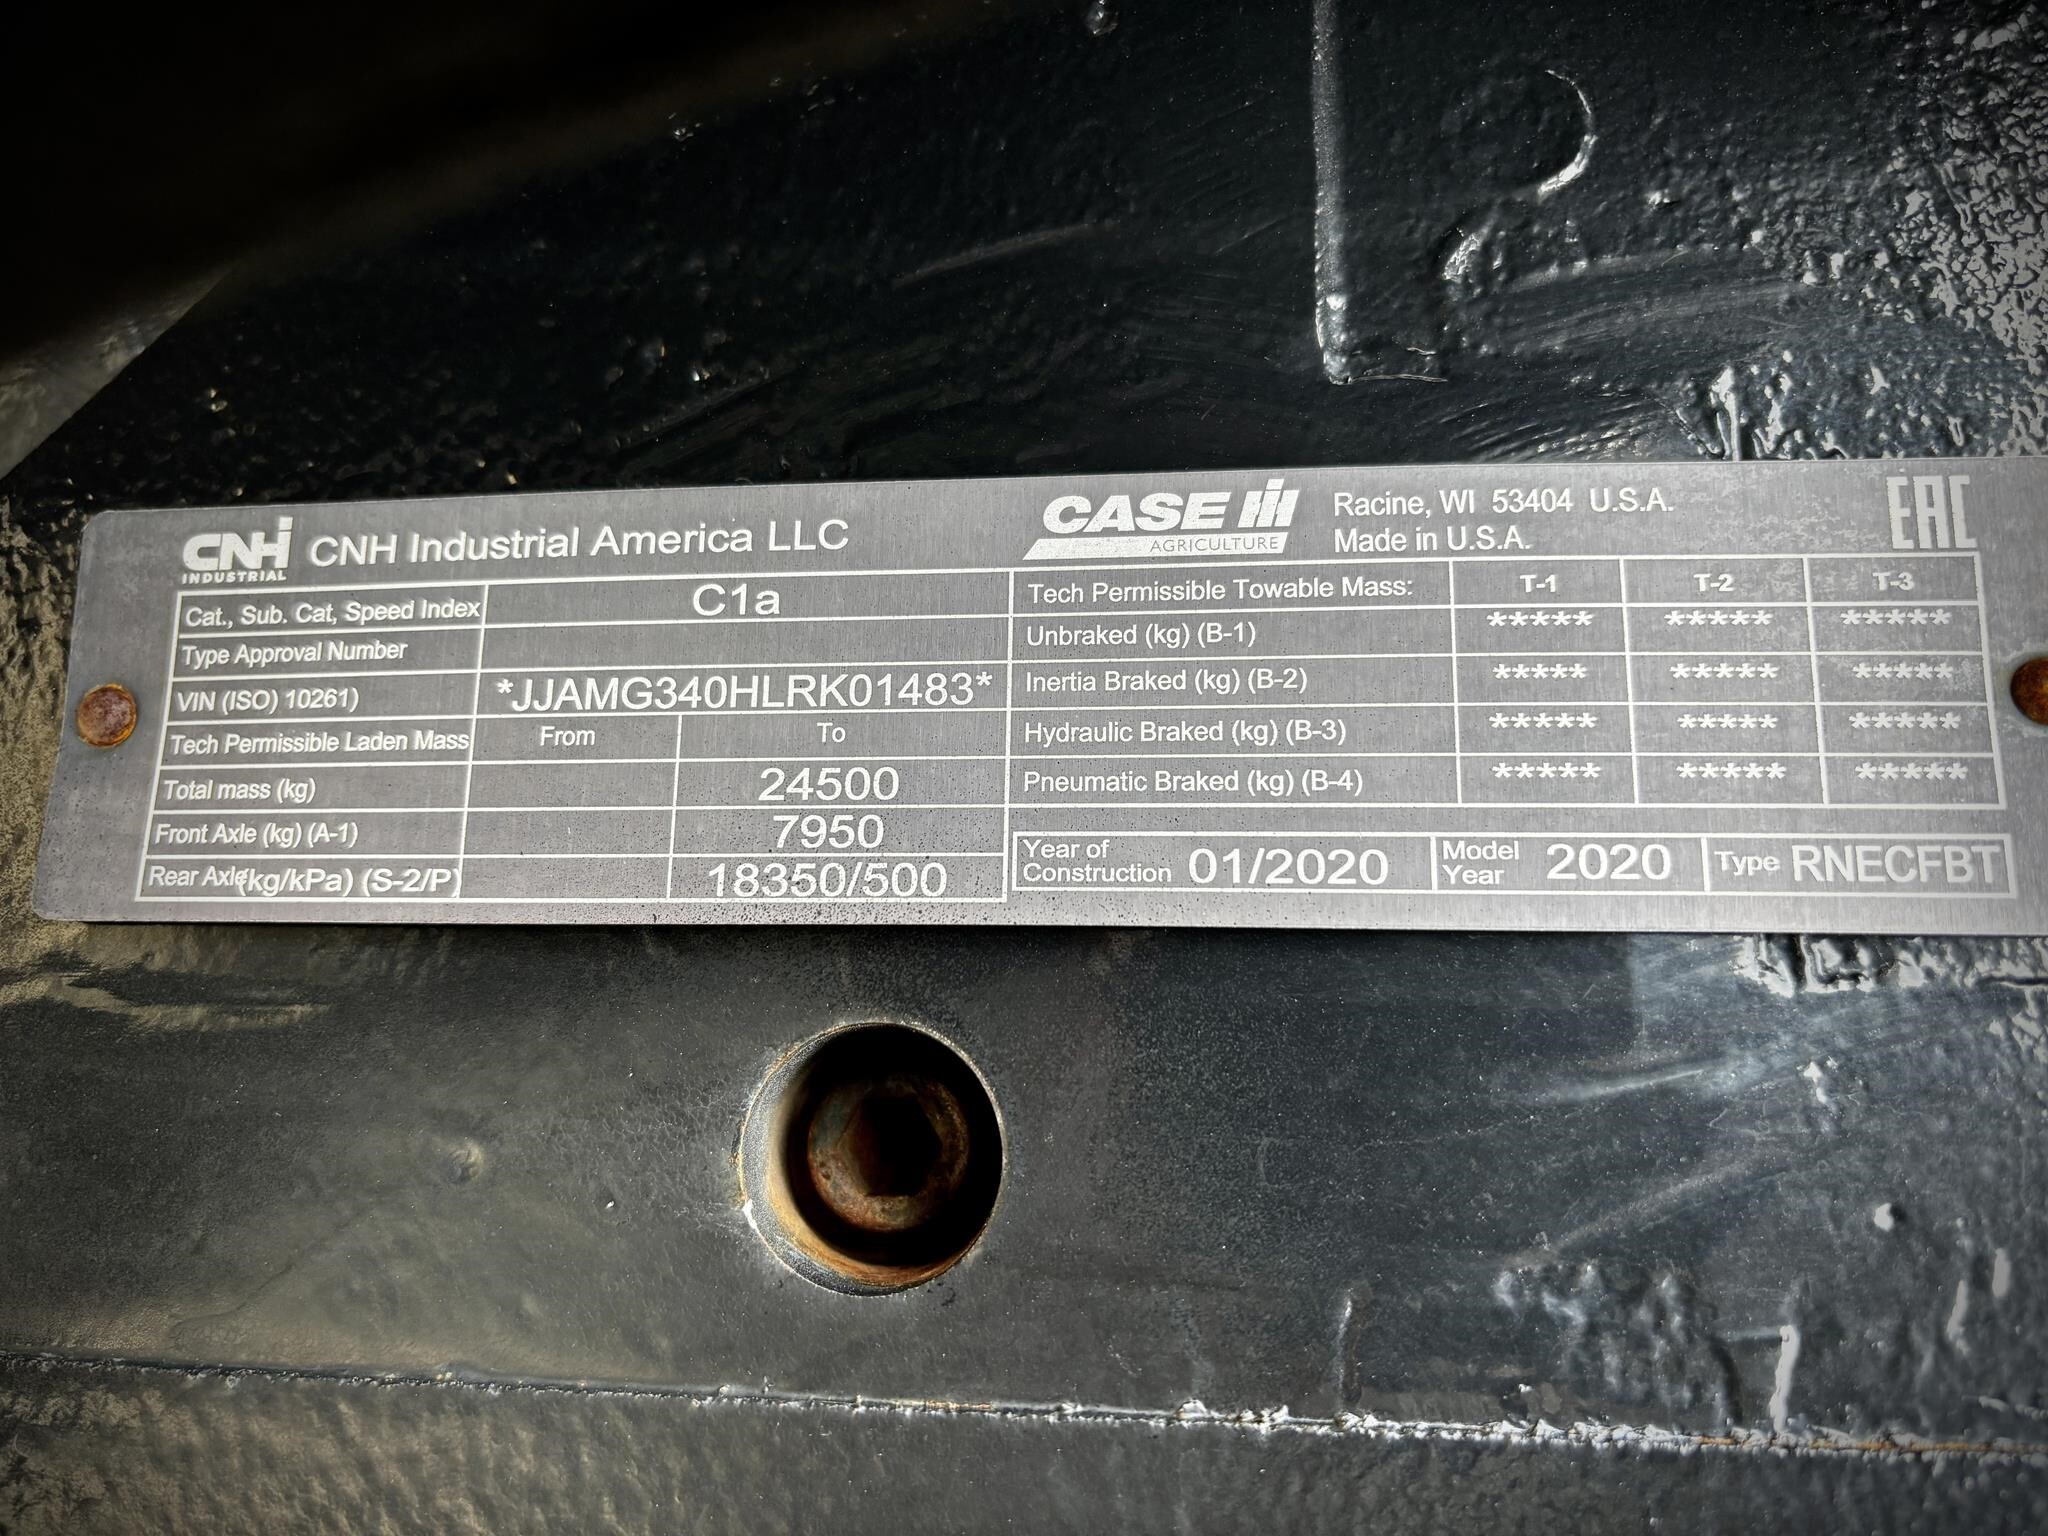 CNH INDUSTRIAL CNH Industrial America LLC
CASE IH AGRICULTURE
Racine, WI 53404 U.S.A.
Made in U.S.A.
EAC
Cat., Sub. Cat, Speed Index C1a
Type Approval Number
VIN (ISO) 10261) *JJAMG340HLRK01483*
Tech Permissible Laden Mass From To
Total mass (kg) 24500
Front Axle (kg) (A-1) 7950
Rear Axle(kg/kPa) (S-2/P) 18350/500
Tech Permissible Towable Mass: T-1 T-2 T-3
Unbraked (kg) (B-1) ***** ***** *****
Inertia Braked (kg) (B-2) ***** ***** *****
Hydraulic Braked (kg) (B-3) ***** ***** *****
Pneumatic Braked (kg) (B-4) ***** ***** *****
Year of Construction 01/2020 Model Year 2020 Type RNECFBT